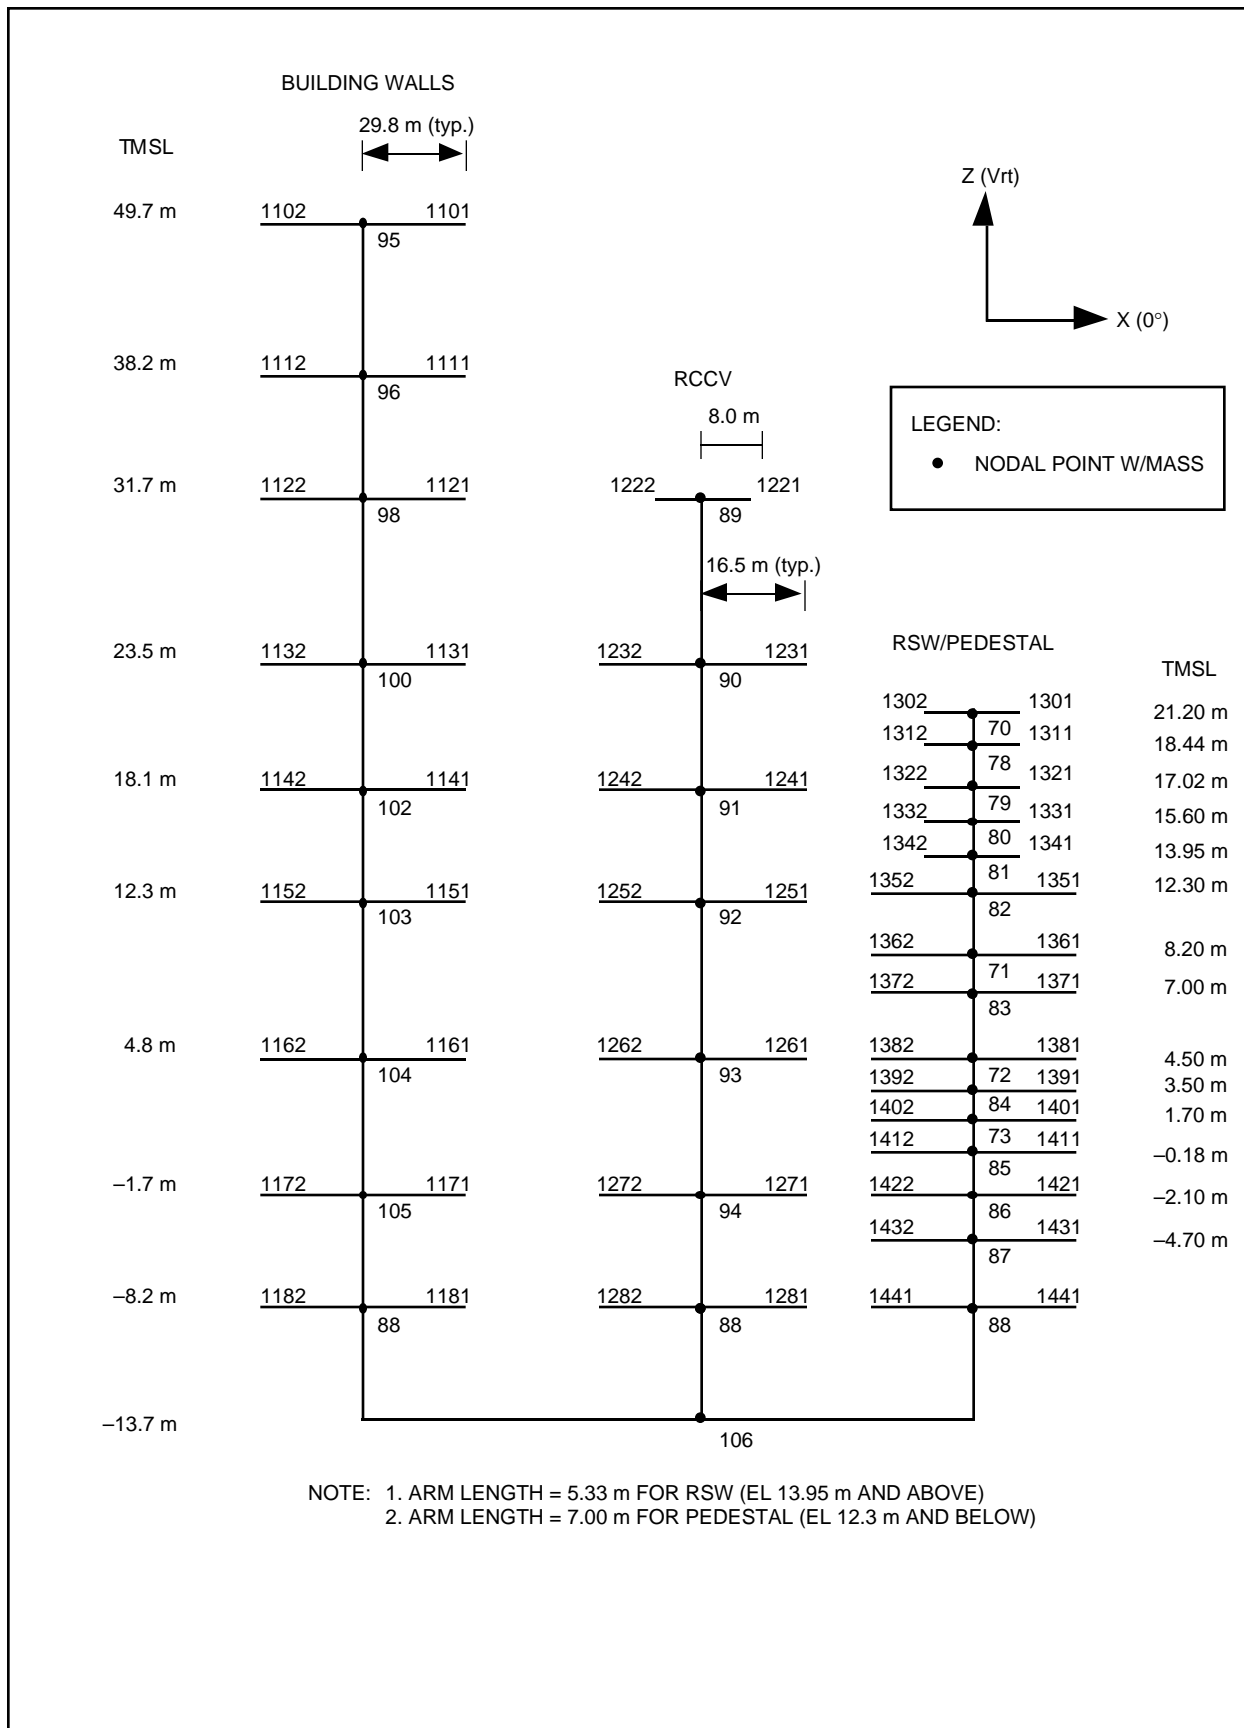 BUILDING WALLS
29.8 m (typ.)
TMSL
Z (Vrt)
49.7 m 1102 1101
95
X (0°)
38.2 m 1112 1111
96
RCCV
8.0 m
LEGEND:
● NODAL POINT W/MASS
31.7 m 1122 1121 1222 1221
98 89
16.5 m (typ.)
23.5 m 1132 1131 1232 1231 RSW/PEDESTAL
100 90 TMSL
1302 1301 21.20 m
70
1312 1311 18.44 m
78
18.1 m 1142 1141 1242 1241 1322 1321 17.02 m
102 91 79
1332 1331 15.60 m
80
1342 1341 13.95 m
81
12.3 m 1152 1151 1252 1251 1352 1351 12.30 m
103 92 82
1362 1361 8.20 m
71
1372 1371 7.00 m
83
4.8 m 1162 1161 1262 1261 1382 1381 4.50 m
104 93 72
1392 1391 3.50 m
84
1402 1401 1.70 m
73
1412 1411 –0.18 m
85
–1.7 m 1172 1171 1272 1271 1422 1421 –2.10 m
105 94 86
1432 1431 –4.70 m
87
–8.2 m 1182 1181 1282 1281 1441 1441
88 88 88
–13.7 m
106
NOTE: 1. ARM LENGTH = 5.33 m FOR RSW (EL 13.95 m AND ABOVE)
2. ARM LENGTH = 7.00 m FOR PEDESTAL (EL 12.3 m AND BELOW)